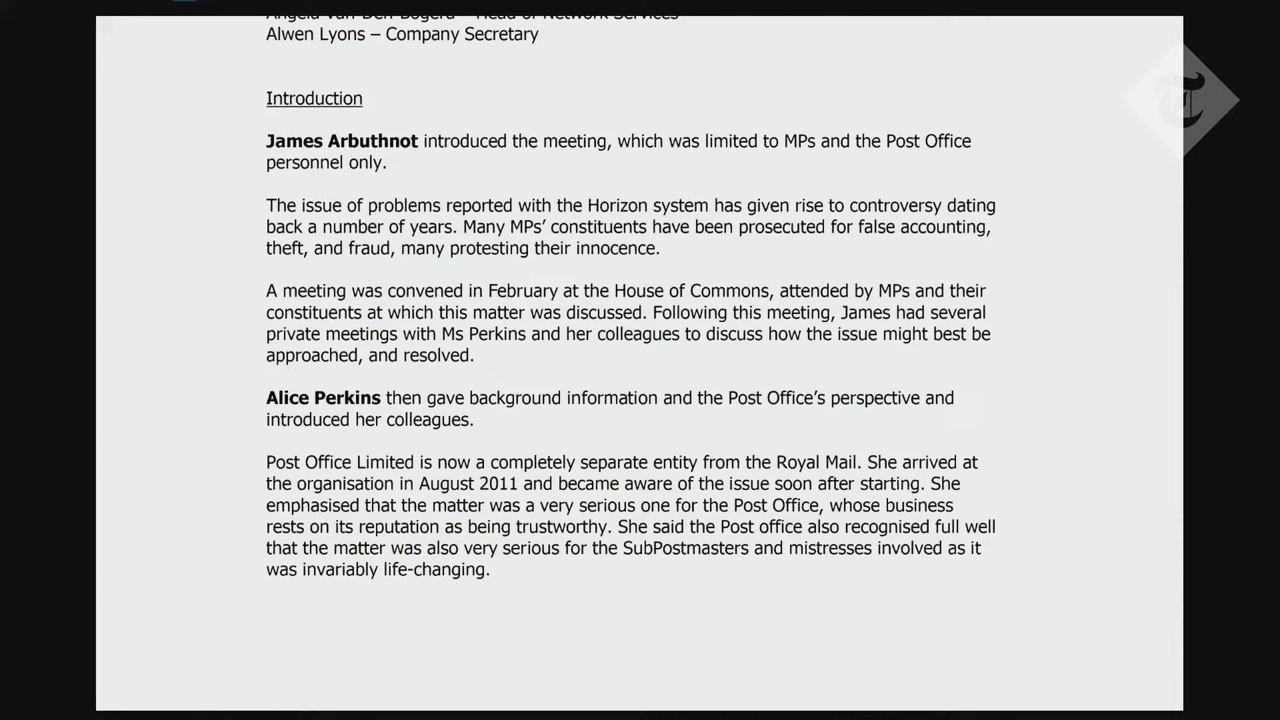 Angela Van-Den-Bogerd – Head of Network Services
Alwen Lyons – Company Secretary
Introduction
James Arbuthnot introduced the meeting, which was limited to MPs and the Post Office
personnel only.
The issue of problems reported with the Horizon system has given rise to controversy dating
back a number of years. Many MPs’ constituents have been prosecuted for false accounting,
theft, and fraud, many protesting their innocence.
A meeting was convened in February at the House of Commons, attended by MPs and their
constituents at which this matter was discussed. Following this meeting, James had several
private meetings with Ms Perkins and her colleagues to discuss how the issue might best be
approached, and resolved.
Alice Perkins then gave background information and the Post Office’s perspective and
introduced her colleagues.
Post Office Limited is now a completely separate entity from the Royal Mail. She arrived at
the organisation in August 2011 and became aware of the issue soon after starting. She
emphasised that the matter was a very serious one for the Post Office, whose business
rests on its reputation as being trustworthy. She said the Post office also recognised full well
that the matter was also very serious for the SubPostmasters and mistresses involved as it
was invariably life-changing.